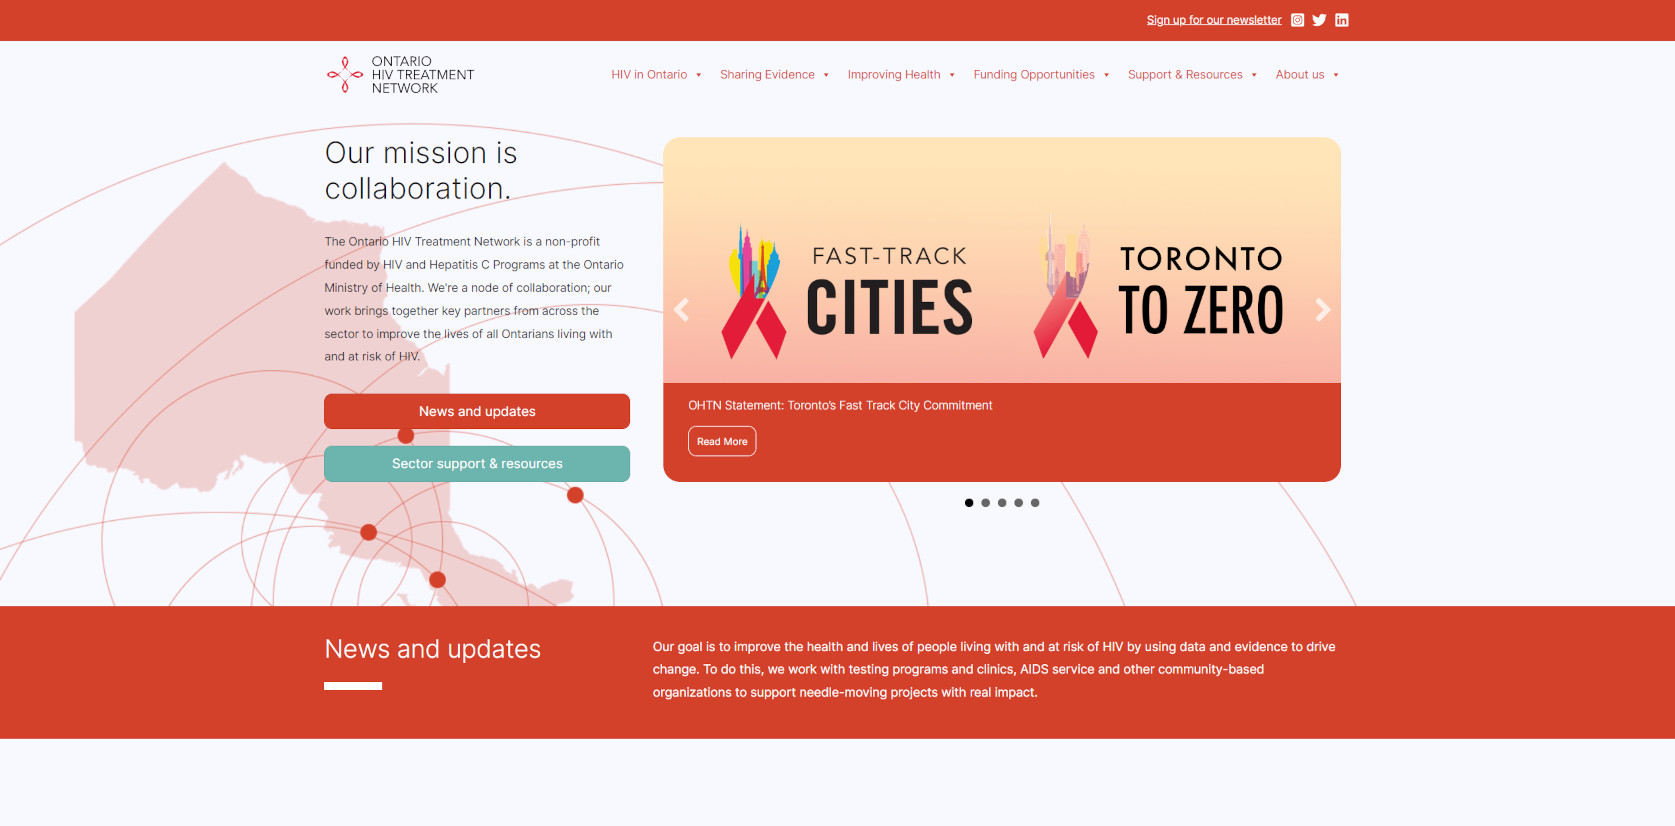 Sign up for our newsletter
ONTARIO
HIV TREATMENT
NETWORK
HIV in Ontario
Sharing Evidence
Improving Health
Funding Opportunities
Support & Resources
About us
Our mission is
collaboration.
The Ontario HIV Treatment Network is a non-profit
funded by HIV and Hepatitis C Programs at the Ontario
Ministry of Health. We're a node of collaboration; our
work brings together key partners from across the
sector to improve the lives of all Ontarians living with
and at risk of HIV.
News and updates
Sector support & resources
FAST-TRACK
CITIES
TORONTO
TO ZERO
OHTN Statement: Toronto's Fast Track City Commitment
Read More
News and updates
Our goal is to improve the health and lives of people living with and at risk of HIV by using data and evidence to drive
change. To do this, we work with testing programs and clinics, AIDS service and other community-based
organizations to support needle-moving projects with real impact.